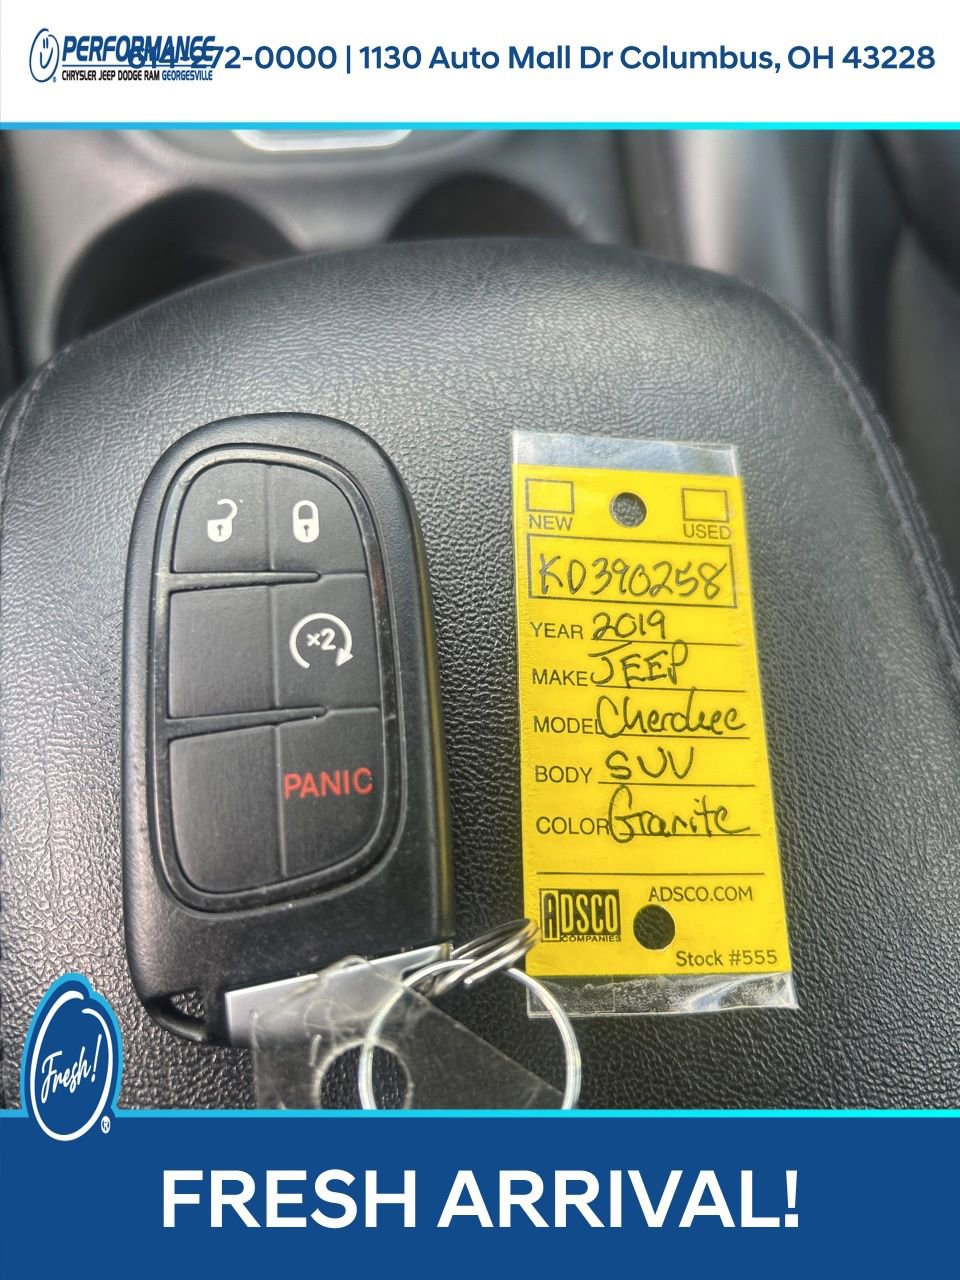 PERFORMANCE
CHRYSLER JEEP DODGE RAM GEORGESVILLE
614-272-0000 | 1130 Auto Mall Dr Columbus, OH 43228
NEW
USED
KD390258
YEAR 2019
MAKE JEEP
MODEL Cherokee
BODY SUV
COLOR Granite
ADSCO
COMPANIES
ADSCO.COM
Stock #555
x2
PANIC
Fresh!
®
FRESH ARRIVAL!